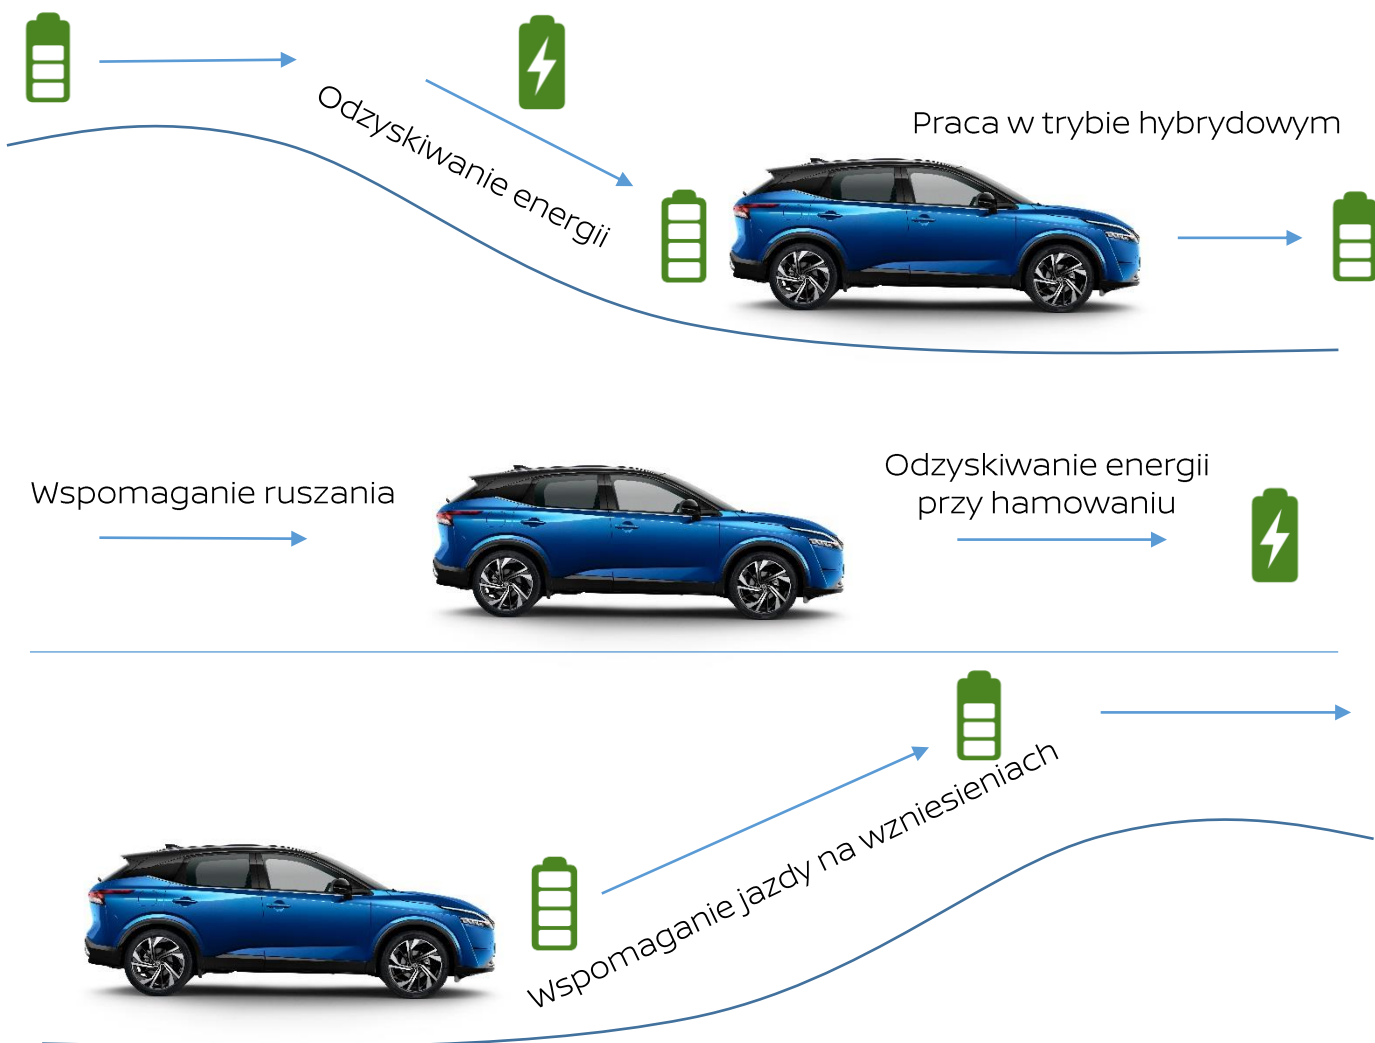 Odzyskiwanie energii
Praca w trybie hybrydowym
Wspomaganie ruszania
Odzyskiwanie energii
przy hamowaniu
Wspomaganie jazdy na wzniesieniach